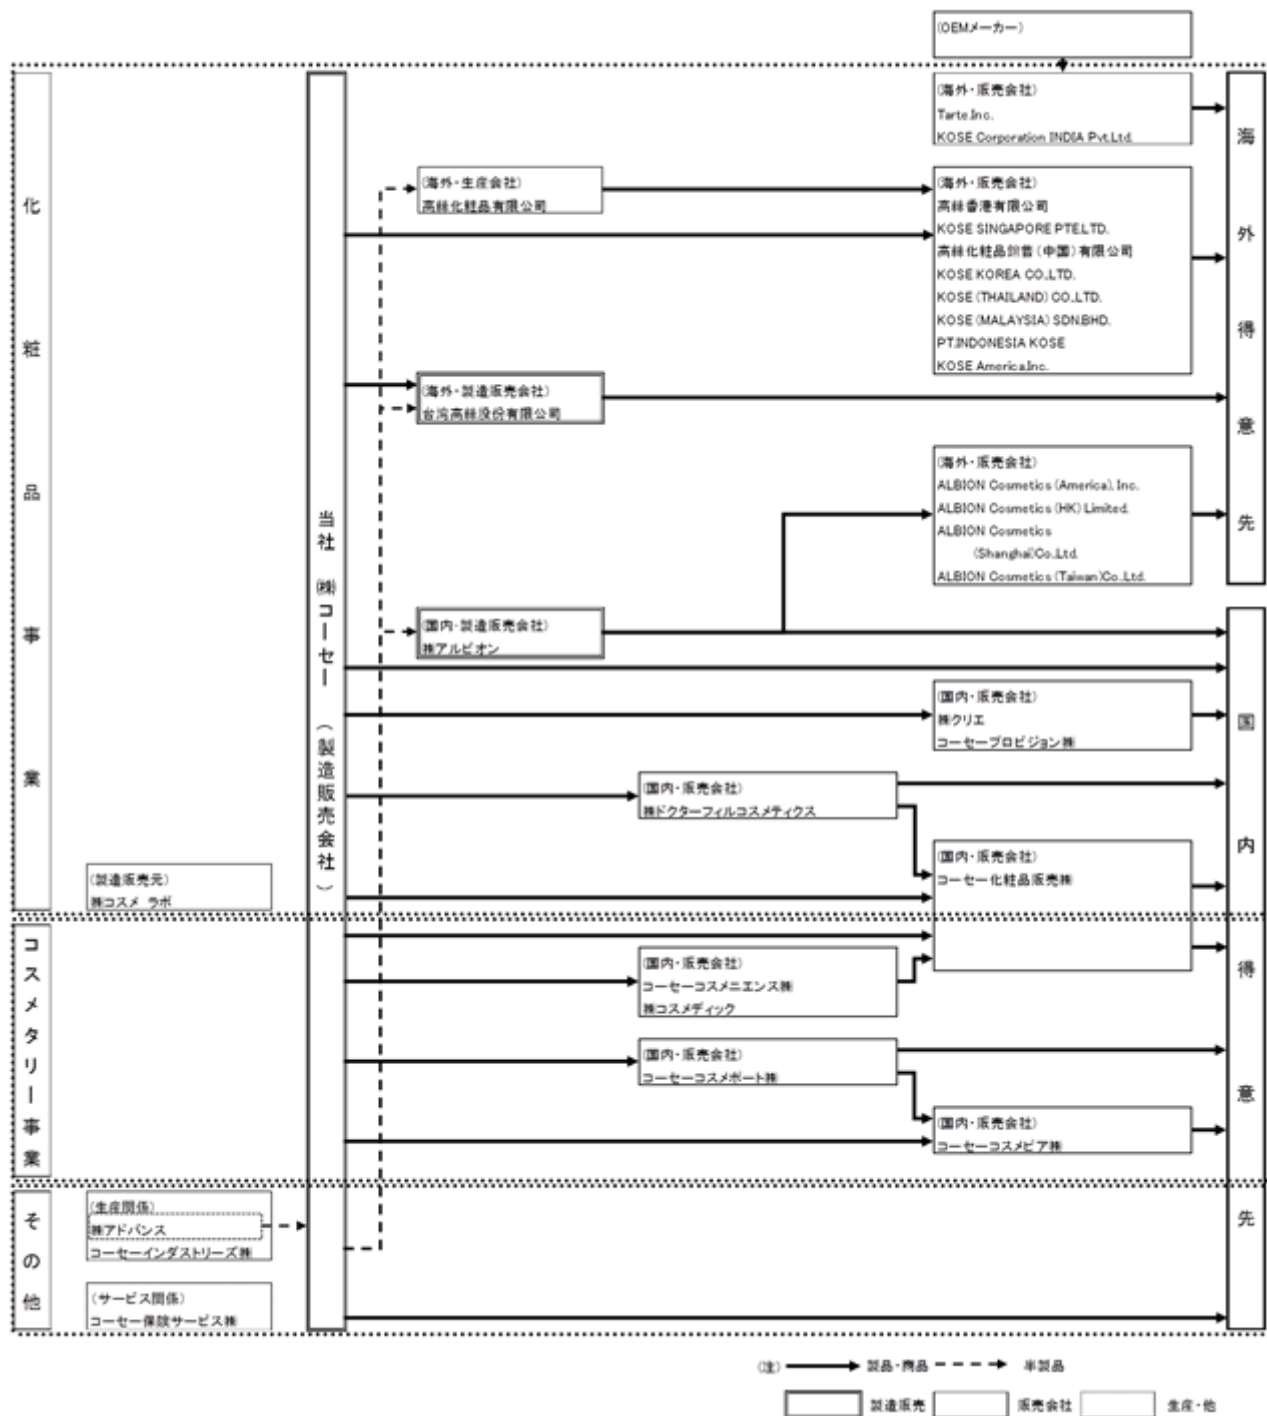 (OEMメーカー)
(海外・販売会社)
Tarte,Inc.
KOSE Corporation INDIA Pvt.Ltd.
化粧品事業
(海外・生産会社)
高絲化粧品有限公司
(海外・販売会社)
高絲香港有限公司
KOSE SINGAPORE PTE.LTD.
高絲化粧品銷售(中国)有限公司
KOSE KOREA CO.,LTD.
KOSE (THAILAND) CO.,LTD.
KOSE (MALAYSIA) SDN.BHD.
PT.INDONESIA KOSE
KOSE America,Inc.
海外得意先
(海外・製造販売会社)
台湾高絲股份有限公司
(海外・販売会社)
ALBION Cosmetics (America), Inc.
ALBION Cosmetics (HK) Limited.
ALBION Cosmetics
(Shanghai)Co.,Ltd.
ALBION Cosmetics (Taiwan)Co.,Ltd.
当社 ㈱コーセー (製造販売会社)
(国内・製造販売会社)
㈱アルビオン
(国内・販売会社)
㈱クリエ
コーセープロビジョン㈱
国内得意先
(国内・販売会社)
㈱ドクターフィルコスメティクス
(国内・販売会社)
コーセー化粧品販売㈱
(製造販売元)
㈱コスメ ラボ
コスメタリー事業
(国内・販売会社)
コーセーコスメニエンス㈱
㈱コスメディック
(国内・販売会社)
コーセーコスメポート㈱
(国内・販売会社)
コーセーコスメピア㈱
その他
(生産関係)
㈱アドバンス
コーセーインダストリーズ㈱
(サービス関係)
コーセー保険サービス㈱
(注) 製品・商品 半製品
製造販売 販売会社 生産・他